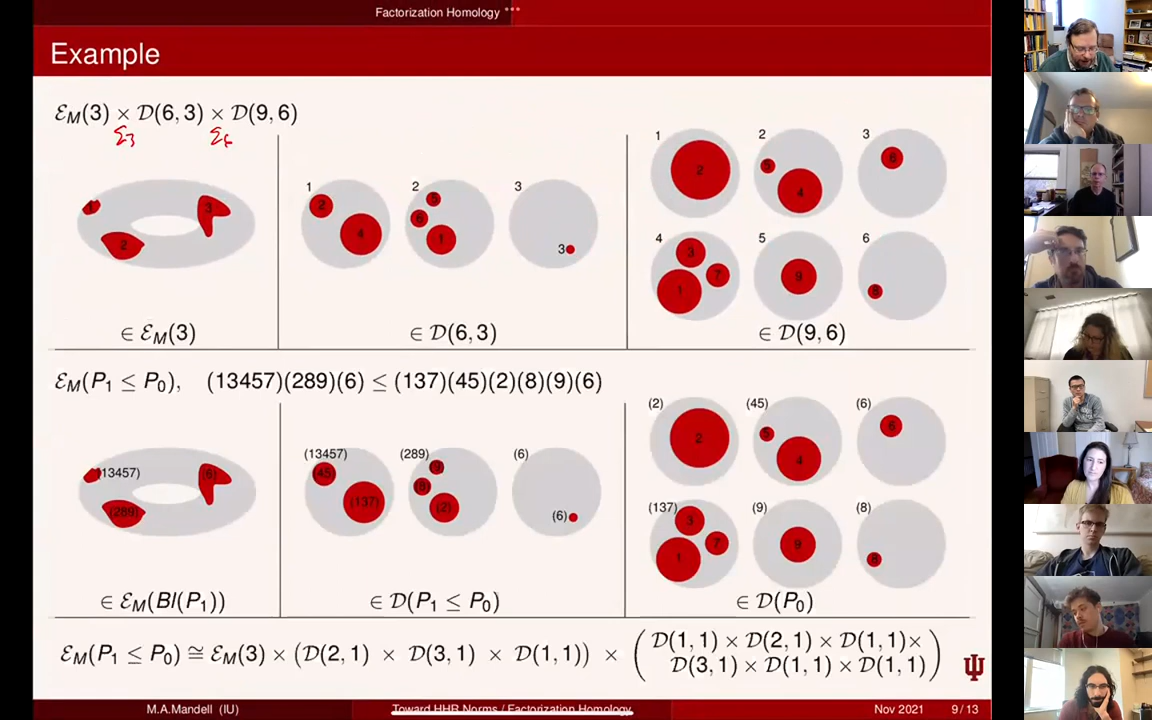 Factorization Homology
Example
ℰ_M(3) × 𝒟(6, 3) × 𝒟(9, 6)
Σ₃ Σ₆
1 2 3
1 2 3
2 4
5 6 1
3
1 2 3
2
5 4
6
4 5 6
3 7 1
9
8
∈ ℰ_M(3)
∈ 𝒟(6, 3)
∈ 𝒟(9, 6)
ℰ_M(P₁ ≤ P₀), (13457)(289)(6) ≤ (137)(45)(2)(8)(9)(6)
(13457) (6) (289)
(13457) (289) (6)
(45) (137)
(9) (8) (2)
(6)
(2) (45) (6)
2
5 4
6
(137) (9) (8)
3 7 1
9
8
∈ ℰ_M(Bl(P₁))
∈ 𝒟(P₁ ≤ P₀)
∈ 𝒟(P₀)
ℰ_M(P₁ ≤ P₀) ≅ ℰ_M(3) × (𝒟(2, 1) × 𝒟(3, 1) × 𝒟(1, 1)) × ( 𝒟(1, 1) × 𝒟(2, 1) × 𝒟(1, 1)×
𝒟(3, 1) × 𝒟(1, 1) × 𝒟(1, 1) )
M.A.Mandell (IU) Toward HHR Norms / Factorization Homology Nov 2021 9 / 13